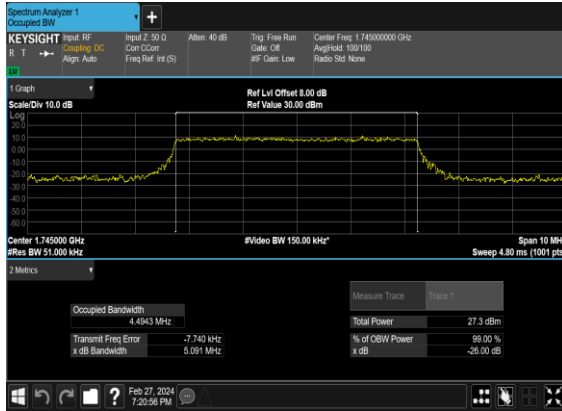 Spectrum Analyzer 1
Occupied BW
KEYSIGHT Input: RF Input Z: 50 Ω Atten: 40 dB Trig: Free Run Center Freq: 1.745000000 GHz
R T Coupling: DC Corr CCorr Gate: Off Avg|Hold: 100/100
Align: Auto Freq Ref: Int (S) #IF Gain: Low Radio Std: None
1 Graph
Ref Lvl Offset 8.00 dB
Scale/Div 10.0 dB Ref Value 30.00 dBm
Log
20.0
10.0
0.00
-10.0
-20.0
-30.0
-40.0
-50.0
-60.0
Center 1.745000 GHz #Video BW 150.00 kHz* Span 10 MH
#Res BW 51.000 kHz Sweep 4.80 ms (1001 pts
2 Metrics
Measure Trace Trace 1
Occupied Bandwidth
4.4943 MHz Total Power 27.3 dBm
Transmit Freq Error -7.740 kHz % of OBW Power 99.00 %
x dB Bandwidth 5.091 MHz x dB -26.00 dB
Feb 27, 2024
7:20:56 PM